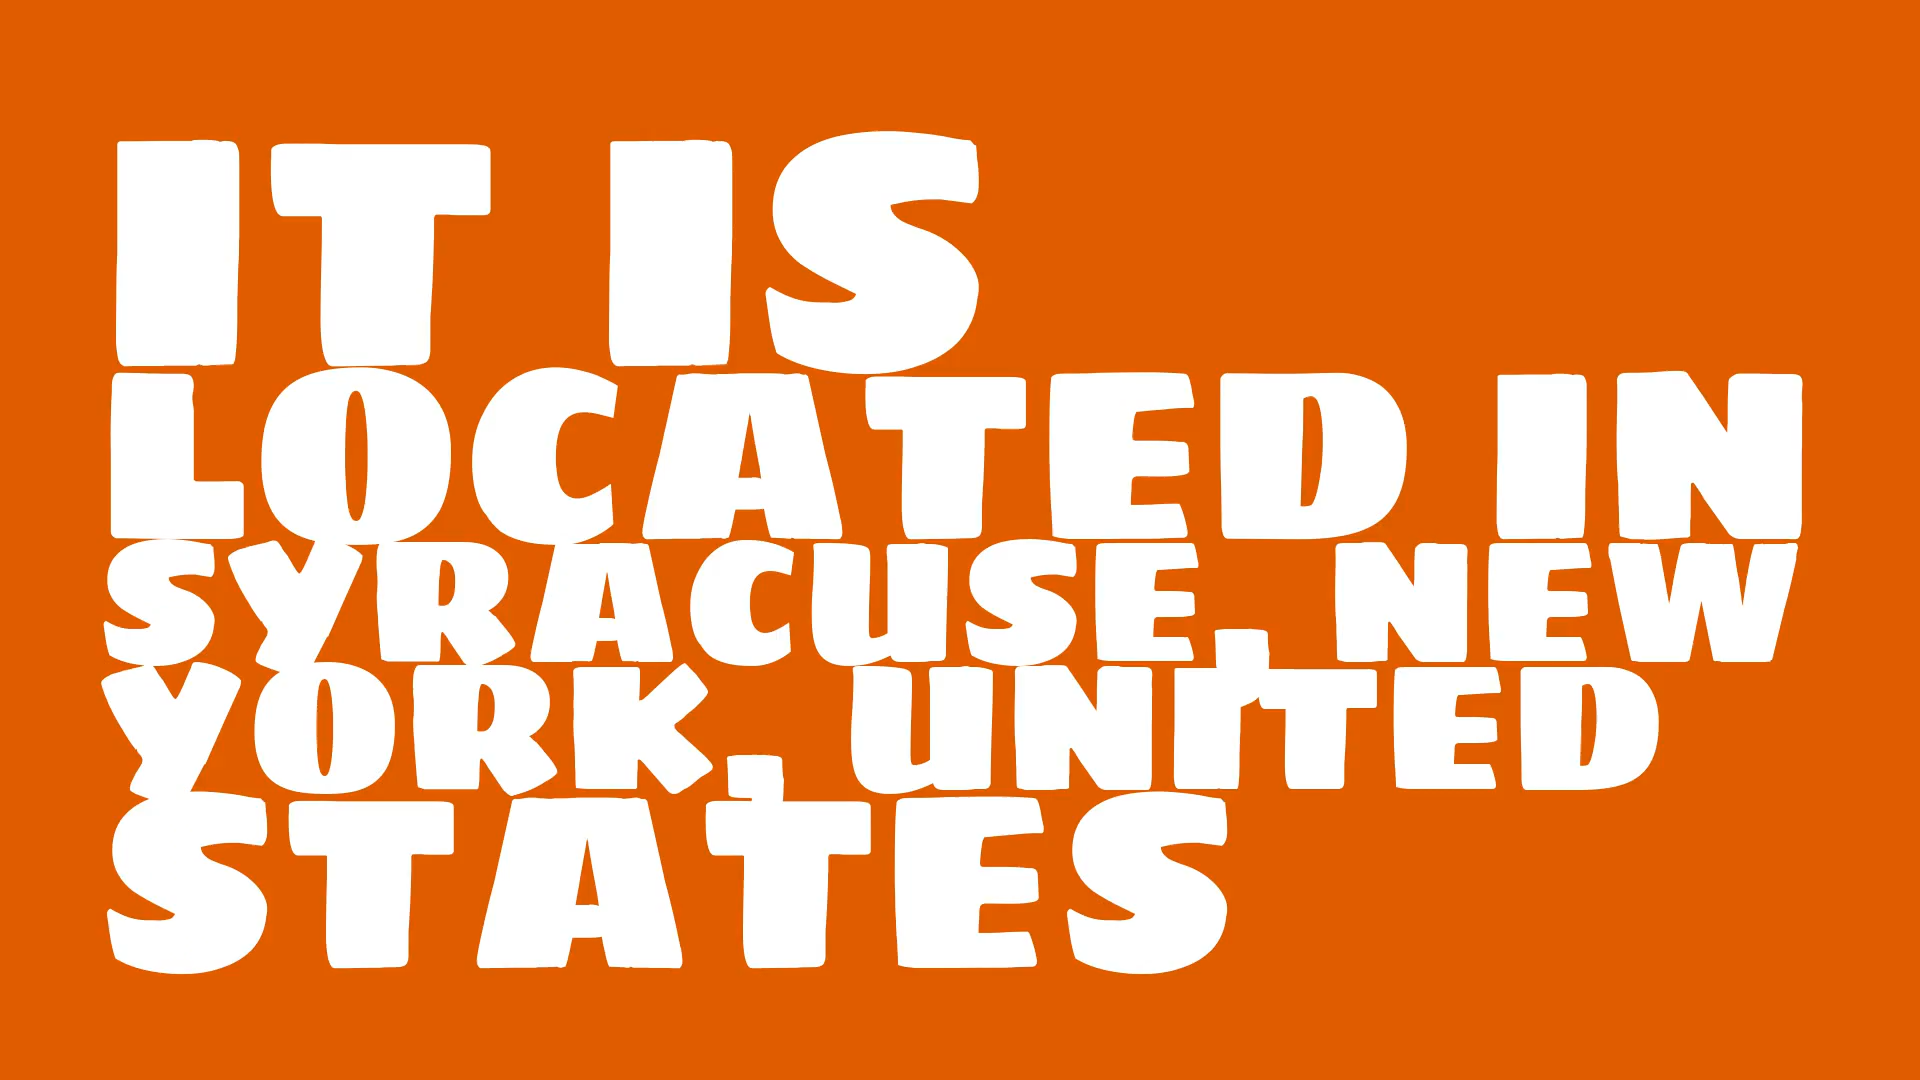 IT IS
LOCATED IN
SYRACUSE, NEW
YORK, UNITED
STATES